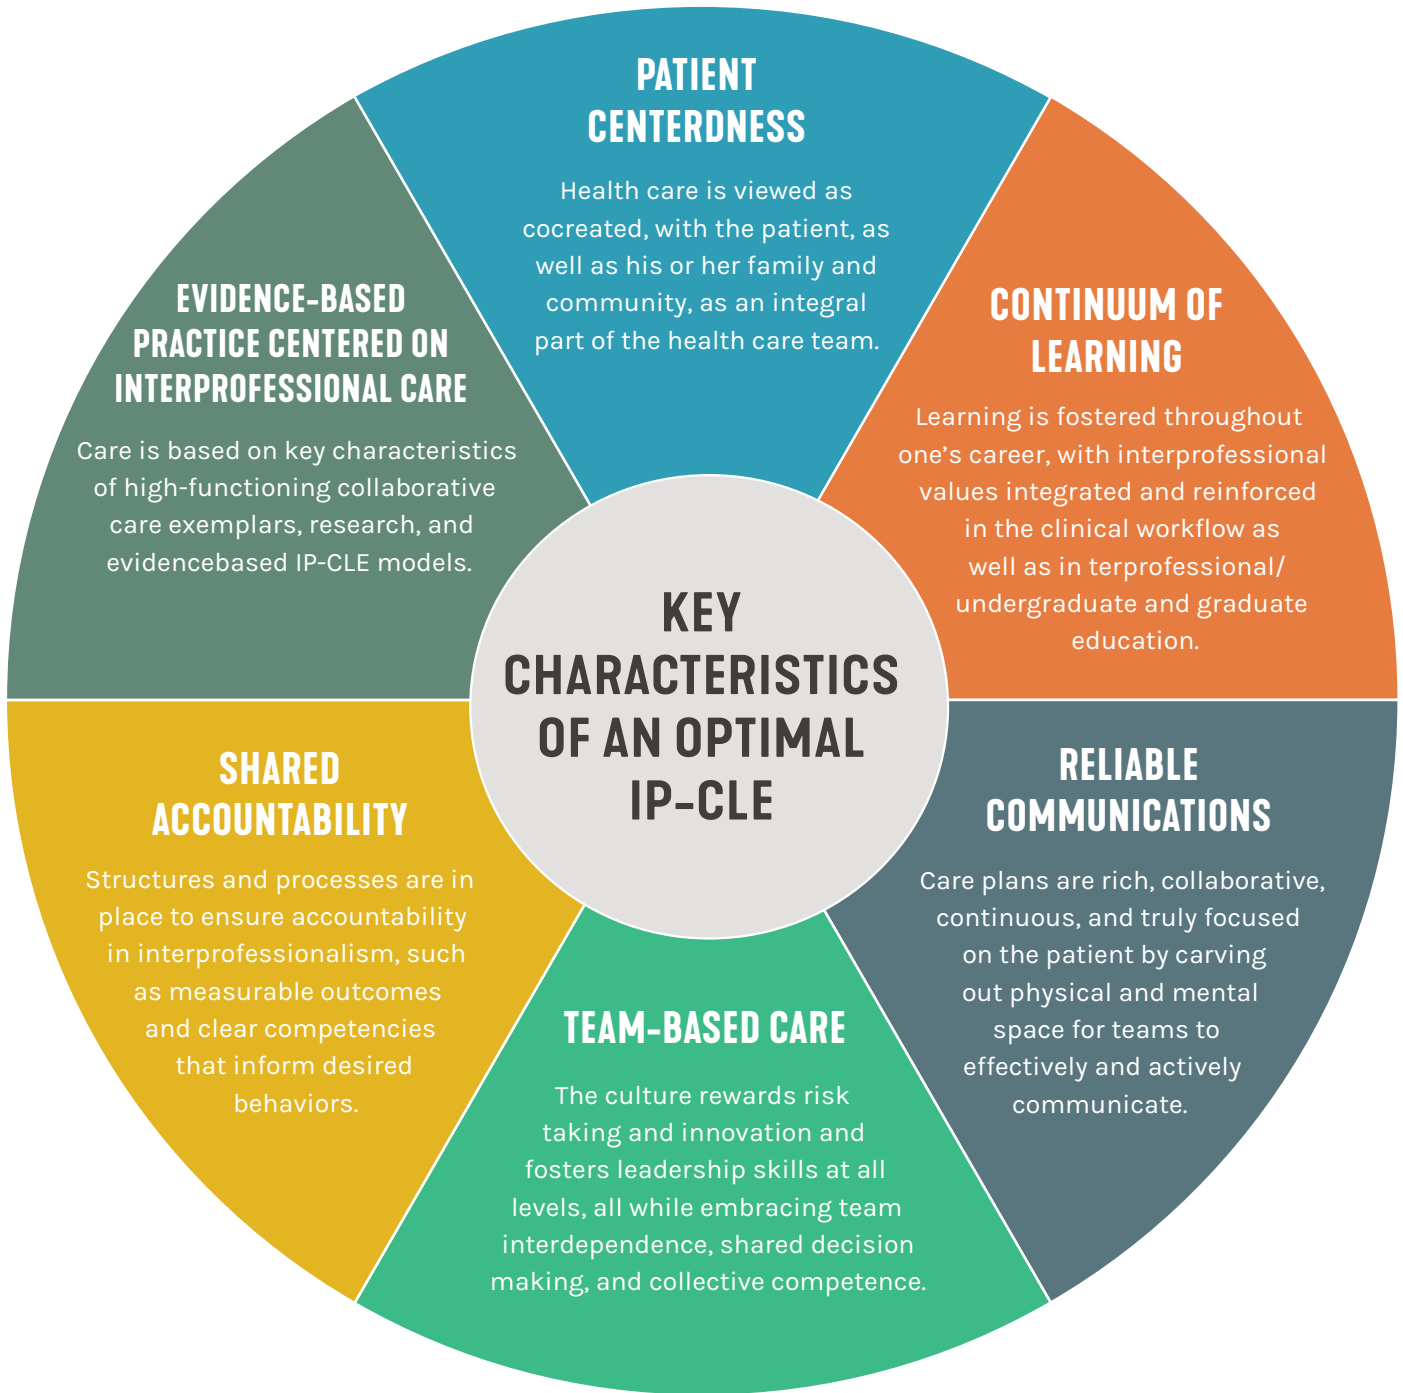 PATIENT
CENTERDNESS
Health care is viewed as
cocreated, with the patient, as
well as his or her family and
community, as an integral
part of the health care team.
CONTINUUM OF
LEARNING
Learning is fostered throughout
one’s career, with interprofessional
values integrated and reinforced
in the clinical workflow as
well as in terprofessional/
undergraduate and graduate
education.
RELIABLE
COMMUNICATIONS
Care plans are rich, collaborative,
continuous, and truly focused
on the patient by carving
out physical and mental
space for teams to
effectively and actively
communicate.
TEAM-BASED CARE
The culture rewards risk
taking and innovation and
fosters leadership skills at all
levels, all while embracing team
interdependence, shared decision
making, and collective competence.
SHARED
ACCOUNTABILITY
Structures and processes are in
place to ensure accountability
in interprofessionalism, such
as measurable outcomes
and clear competencies
that inform desired
behaviors.
EVIDENCE-BASED
PRACTICE CENTERED ON
INTERPROFESSIONAL CARE
Care is based on key characteristics
of high-functioning collaborative
care exemplars, research, and
evidencebased IP-CLE models.
KEY
CHARACTERISTICS
OF AN OPTIMAL
IP-CLE